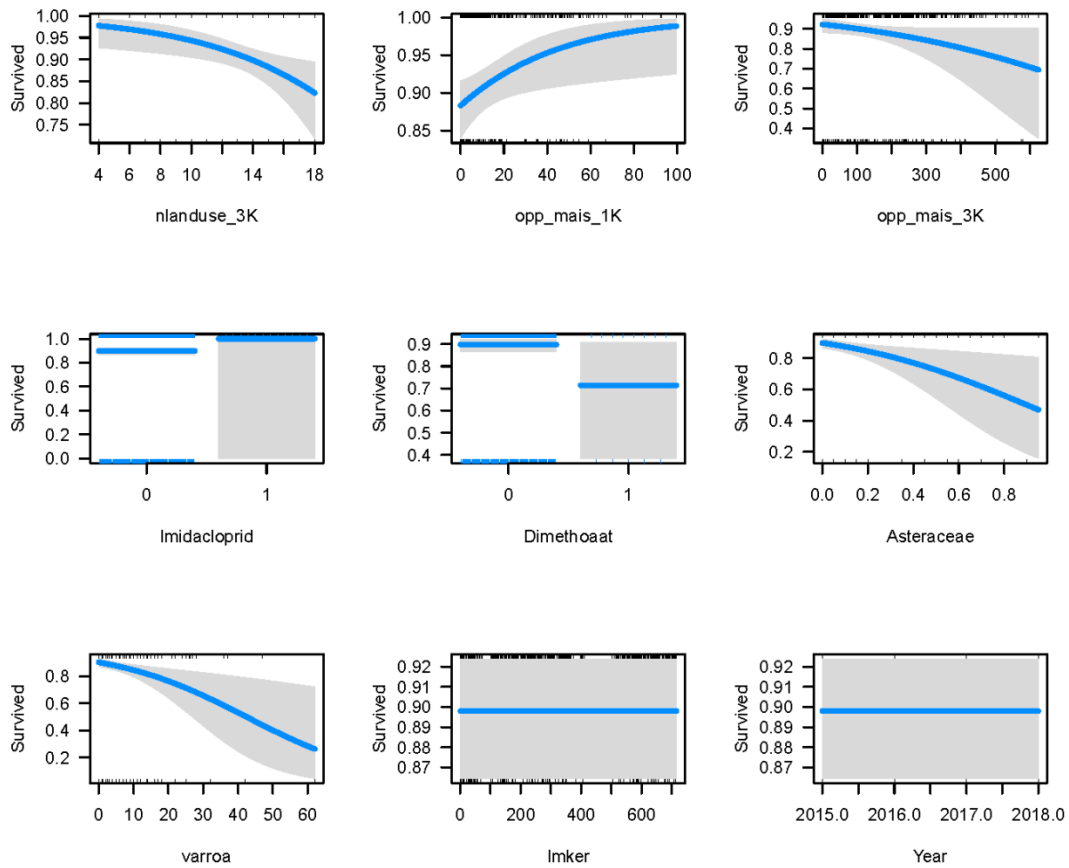 Survived
1.00
0.95
0.90
0.85
0.80
0.75
4 6 8 10 14 18
nlanduse_3K
Survived
1.00
0.95
0.90
0.85
0 20 40 60 80 100
opp_mais_1K
Survived
0.9
0.8
0.7
0.6
0.5
0.4
0 100 300 500
opp_mais_3K
Survived
1.0
0.8
0.6
0.4
0.2
0.0
0 1
Imidacloprid
Survived
0.9
0.8
0.7
0.6
0.5
0.4
0 1
Dimethoaat
Survived
0.8
0.6
0.4
0.2
0.0 0.2 0.4 0.6 0.8
Asteraceae
Survived
0.8
0.6
0.4
0.2
0 10 20 30 40 50 60
varroa
Survived
0.92
0.91
0.90
0.89
0.88
0.87
0 200 400 600
Imker
Survived
0.92
0.91
0.90
0.89
0.88
0.87
2015.0 2016.0 2017.0 2018.0
Year